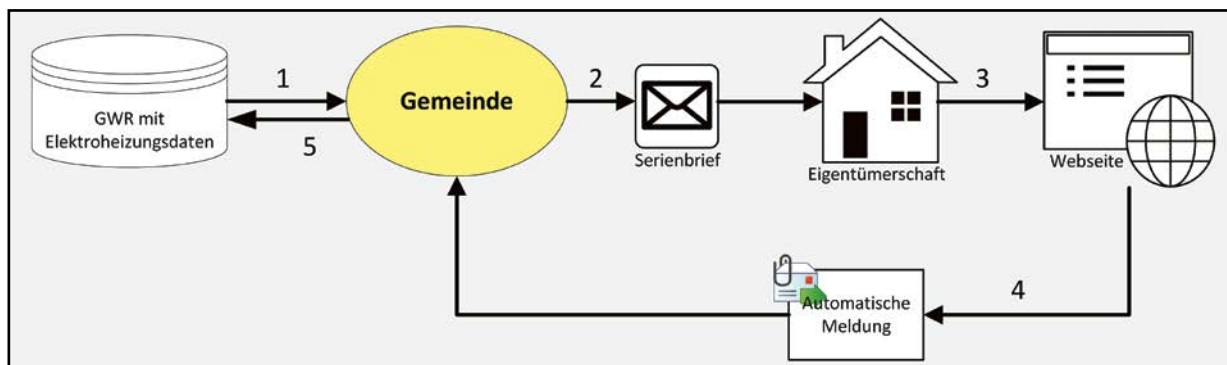 GWR mit
Elektroheizungsdaten
1
5
Gemeinde
2
Serienbrief
Eigentümerschaft
3
Webseite
4
Automatische
Meldung